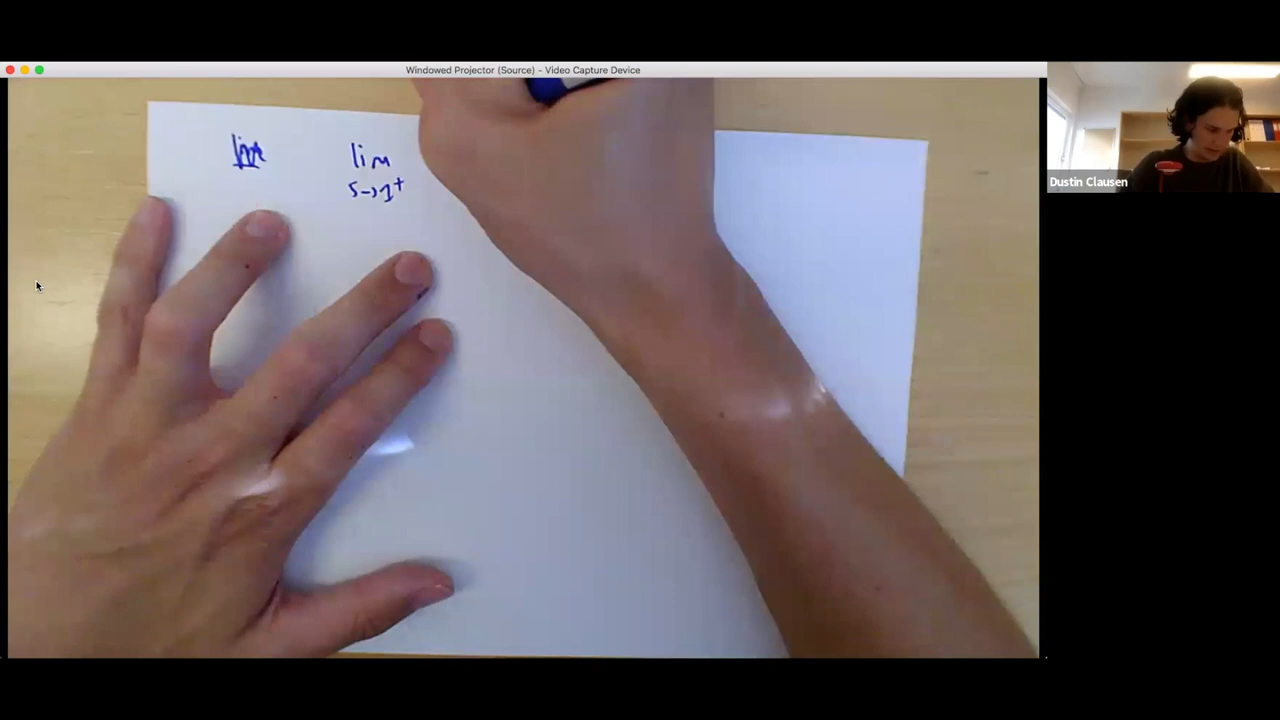 Windowed Projector (Source) - Video Capture Device
lim
s→1⁺
Dustin Clausen